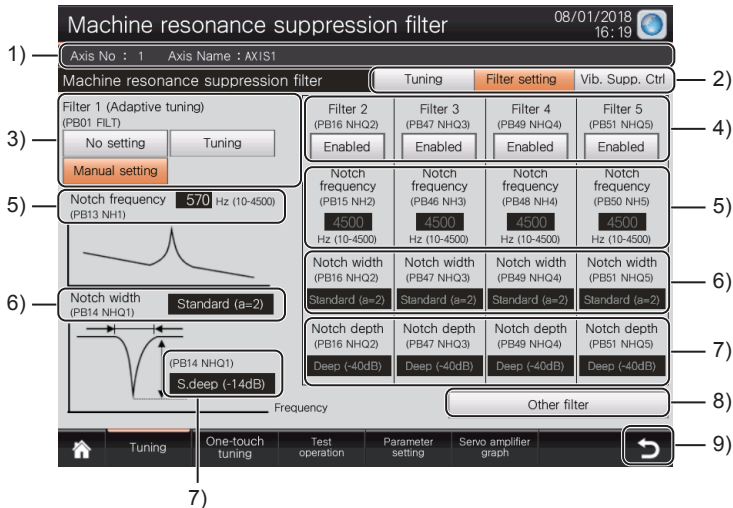 Machine resonance suppression filter
08/01/2018
16:19
1)
Axis No : 1 Axis Name : AXIS1
Machine resonance suppression filter
Tuning
Filter setting
Vib. Supp. Ctrl
2)
3)
Filter 1 (Adaptive tuning)
(PB01 FILT)
No setting
Tuning
Manual setting
Filter 2
(PB16 NHQ2)
Enabled
Filter 3
(PB47 NHQ3)
Enabled
Filter 4
(PB49 NHQ4)
Enabled
Filter 5
(PB51 NHQ5)
Enabled
4)
5)
Notch frequency 570 Hz (10-4500)
(PB13 NH1)
Notch frequency
(PB15 NH2)
4500
Hz (10-4500)
Notch frequency
(PB46 NH3)
4500
Hz (10-4500)
Notch frequency
(PB48 NH4)
4500
Hz (10-4500)
Notch frequency
(PB50 NH5)
4500
Hz (10-4500)
5)
6)
Notch width
(PB14 NHQ1)
Standard (a=2)
Notch width
(PB16 NHQ2)
Standard (a=2)
Notch width
(PB47 NHQ3)
Standard (a=2)
Notch width
(PB49 NHQ4)
Standard (a=2)
Notch width
(PB51 NHQ5)
Standard (a=2)
6)
(PB14 NHQ1)
S.deep (-14dB)
Frequency
Notch depth
(PB16 NHQ2)
Deep (-40dB)
Notch depth
(PB47 NHQ3)
Deep (-40dB)
Notch depth
(PB49 NHQ4)
Deep (-40dB)
Notch depth
(PB51 NHQ5)
Deep (-40dB)
7)
Other filter
8)
Tuning
One-touch tuning
Test operation
Parameter setting
Servo amplifier graph
9)
7)